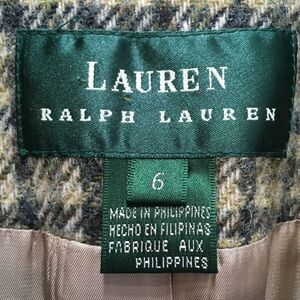 LAUREN
RALPH LAUREN
6
MADE IN PHILIPPINES
HECHO EN FILIPINAS
FABRIQUE AUX
PHILIPPINES